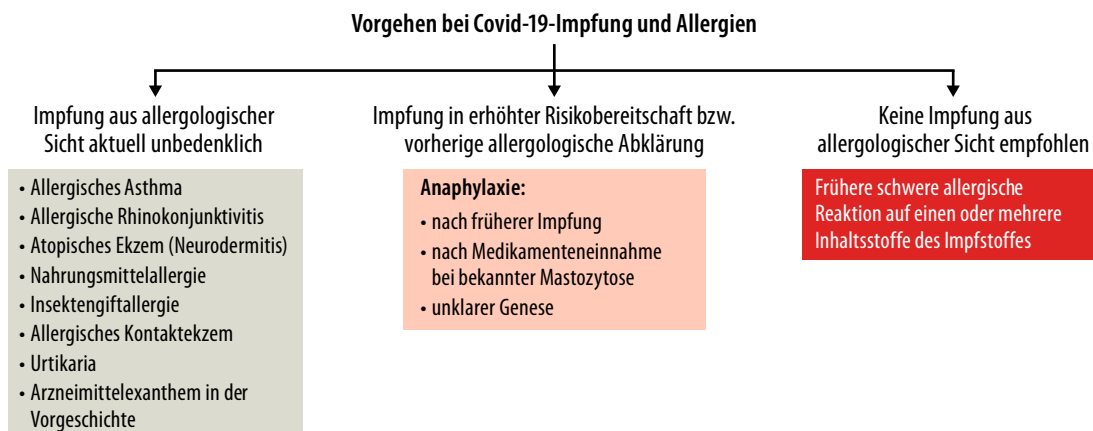 Vorgehen bei Covid-19-Impfung und Allergien
Impfung aus allergologischer
Sicht aktuell unbedenklich
• Allergisches Asthma
• Allergische Rhinokonjunktivitis
• Atopisches Ekzem (Neurodermitis)
• Nahrungsmittelallergie
• Insektengiftallergie
• Allergisches Kontaktekzem
• Urtikaria
• Arzneimittelexanthem in der
Vorgeschichte
Impfung in erhöhter Risikobereitschaft bzw.
vorherige allergologische Abklärung
Anaphylaxie:
• nach früherer Impfung
• nach Medikamenteneinnahme
bei bekannter Mastozytose
• unklarer Genese
Keine Impfung aus
allergologischer Sicht empfohlen
Frühere schwere allergische
Reaktion auf einen oder mehrere
Inhaltsstoffe des Impfstoffes